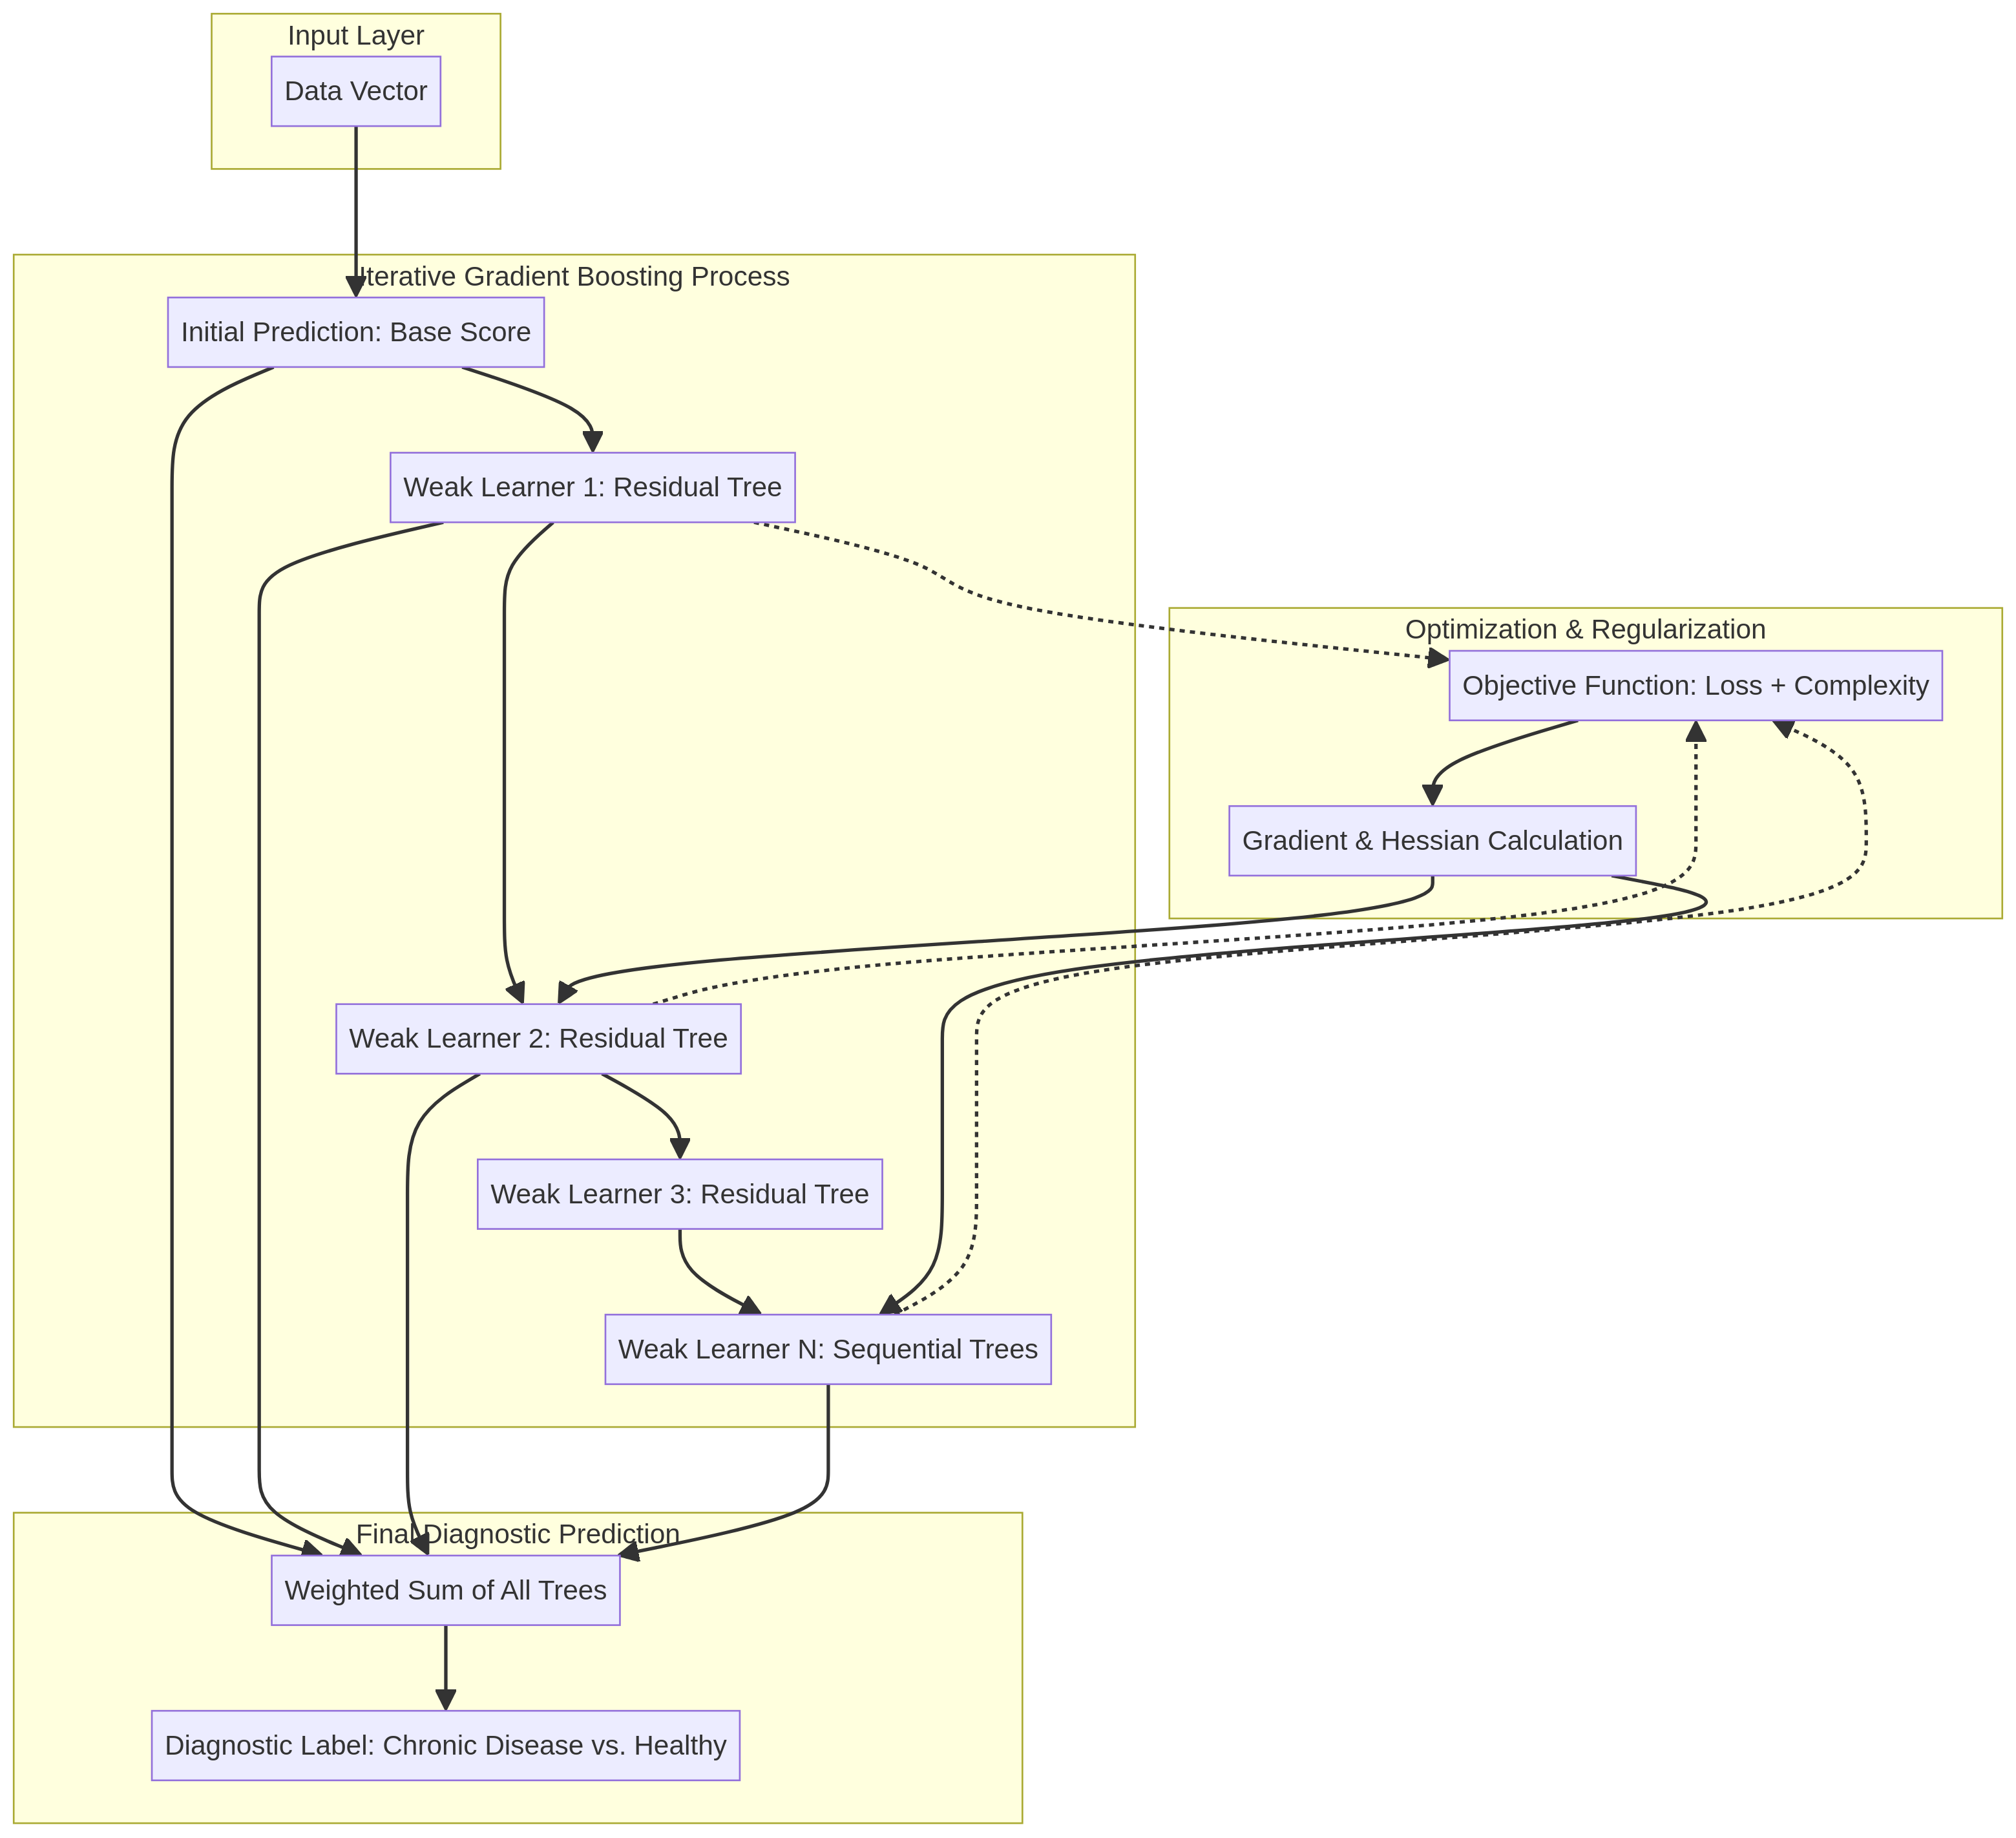 Input Layer
Data Vector
Iterative Gradient Boosting Process
Initial Prediction: Base Score
Weak Learner 1: Residual Tree
Optimization & Regularization
Objective Function: Loss + Complexity
Gradient & Hessian Calculation
Weak Learner 2: Residual Tree
Weak Learner 3: Residual Tree
Weak Learner N: Sequential Trees
Final Diagnostic Prediction
Weighted Sum of All Trees
Diagnostic Label: Chronic Disease vs. Healthy